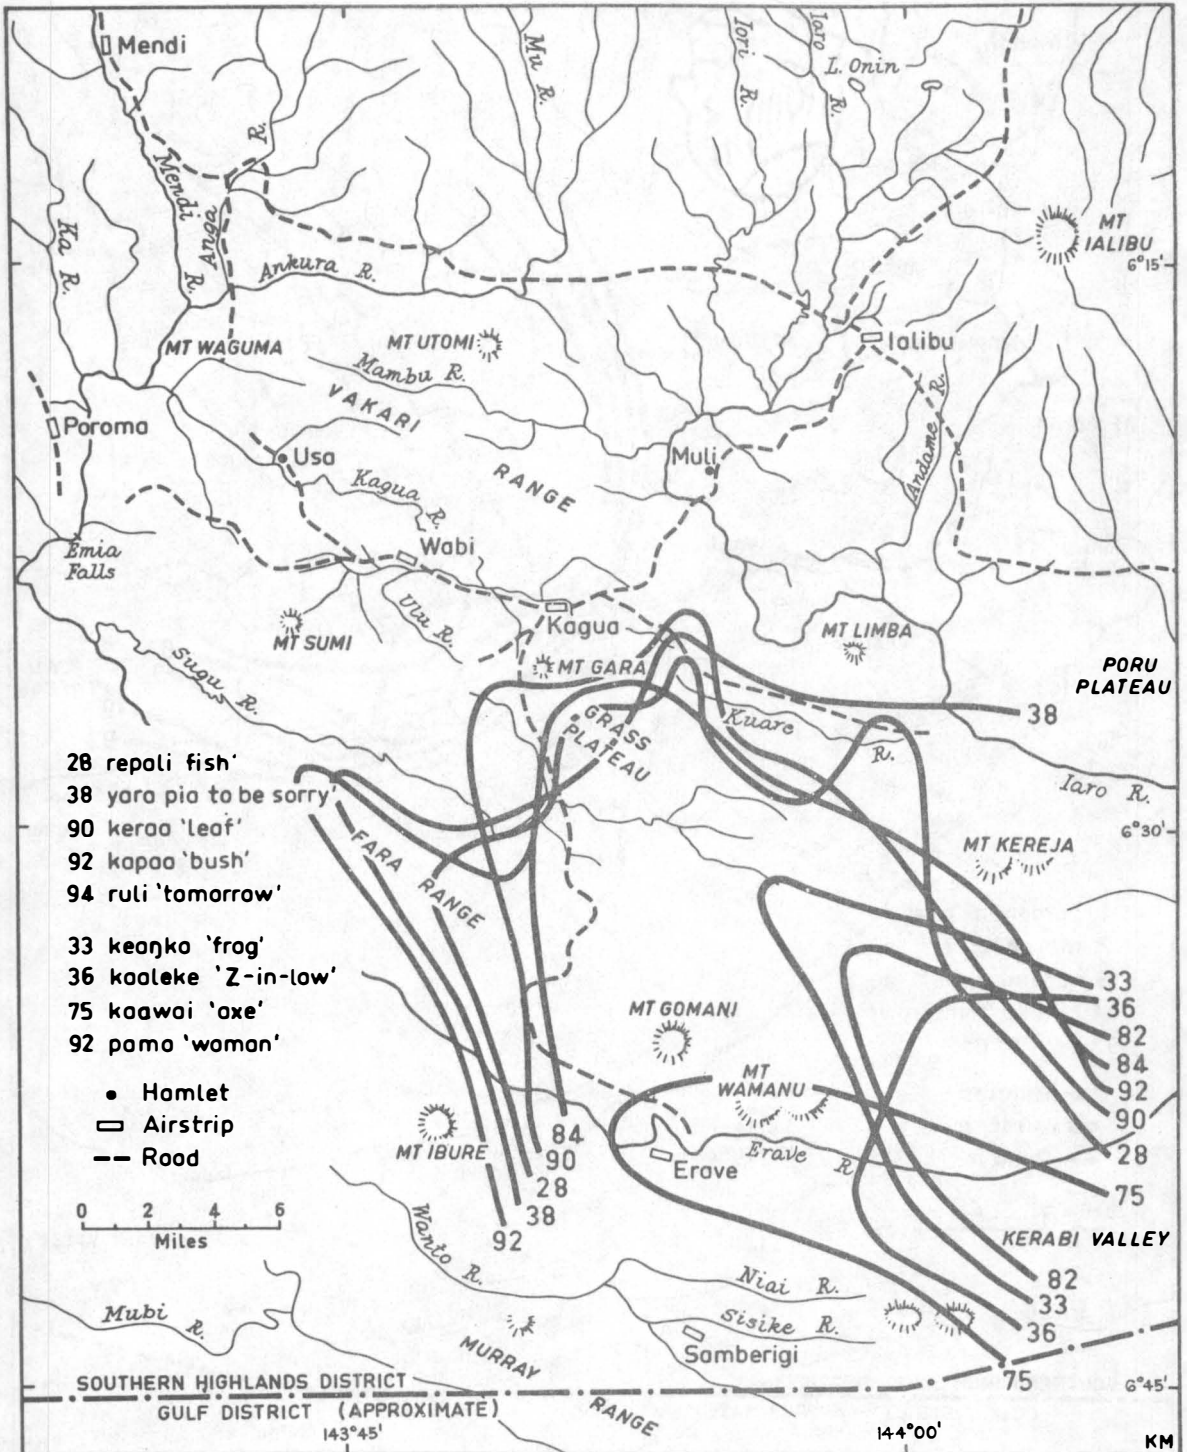 Mendi
Mu R.
Iori R.
Iaro R.
L. Onin
R.
Mendi R.
Anga
Ka R.
Ankura R.
MT IALIBU
6°15'
MT WAGUMA
MT UTOMI
Ialibu
Mambu R.
VAKARI
RANGE
Poroma
Usa
Muli
Andame R.
Kagua R.
Emia Falls
Wabi
Ulu R.
Kagua
MT SUMI
MT LIMBA
MT GARA
PORU PLATEAU
Sugu R.
GRASS PLATEAU
Kuare R.
38
Iaro R.
28 repali fish'
38 yara pia to be sorry'
90 keraa 'leaf'
92 kapaa 'bush'
94 ruli 'tomorrow'
33 keaŋka 'frog'
36 kaaleke 'Z-in-law'
75 kaawai 'axe'
92 pama 'woman'
6°30'
FARA RANGE
MT KEREJA
33
36
82
84
92
90
28
75
MT GOMANI
MT WAMANU
● Hamlet
▭ Airstrip
-- Road
MT IBURE
84
90
28
38
92
Erave
Erave R
0 2 4 6
Miles
Wanto R.
KERABI VALLEY
Niai R.
82
33
36
75
Mubi R.
Sisike R.
Samberigi
MURRAY
RANGE
SOUTHERN HIGHLANDS DISTRICT
GULF DISTRICT (APPROXIMATE)
6°45'
143°45'
144°00'
KM